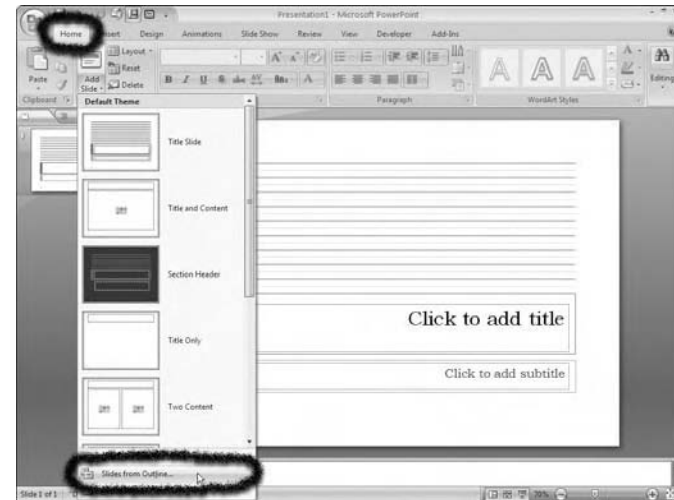 Presentation1 - Microsoft PowerPoint
Home Insert Design Animations Slide Show Review View Developer Add-Ins
Paste
Add Slide
Layout
Reset
Delete
Editing
Clipboard Paragraph WordArt Styles
Default Theme
Title Slide
Title and Content
Section Header
Title Only
Two Content
Slides from Outline...
Click to add title
Click to add subtitle
Slide 1 of 1
70%